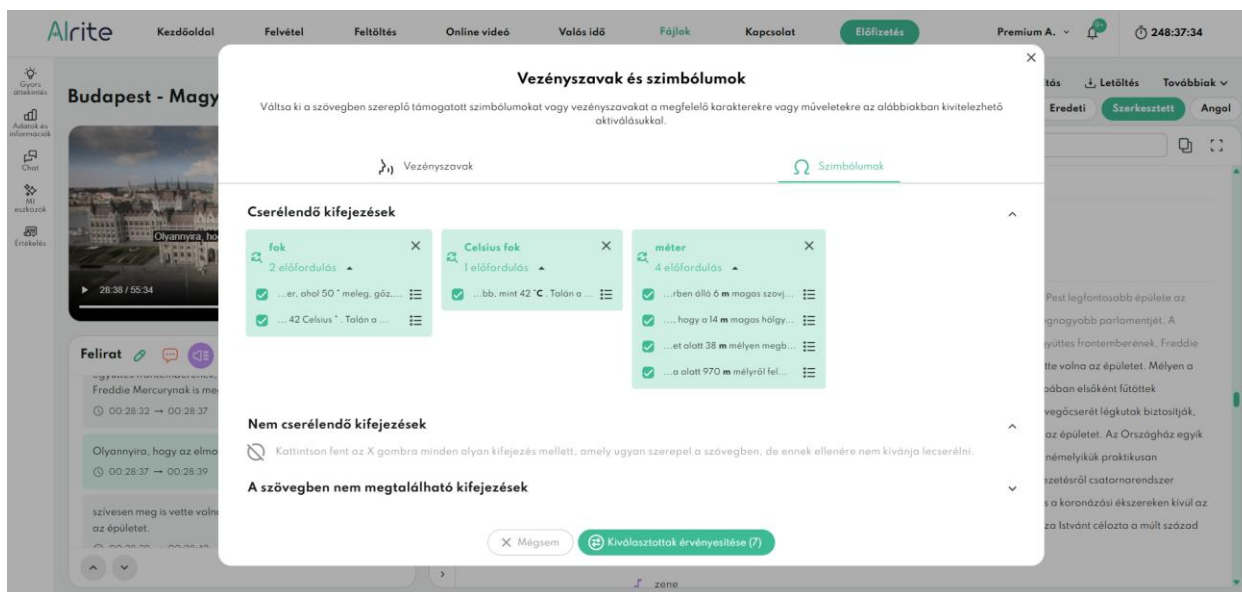 Alrite
Kezdőoldal
Felvétel
Feltöltés
Online videó
Valós idő
Fájlok
Kapcsolat
Előfizetés
Premium A.
248:37:34
Gyors áttekintés
Adatok és információk
Chat
MI eszközök
Értékelés
Budapest - Magy
Letöltés
Továbbiak
Eredeti
Szerkesztett
Angol
Olyannyira, ho
28:38 / 55:34
Felirat
Freddie Mercurynak is me
00:28:32 → 00:28:37
Olyannyira, hogy az elmo
00:28:37 → 00:28:39
szívesen meg is vette voln
az épületet.
Vezényszavak és szimbólumok
Váltsa ki a szövegben szereplő támogatott szimbólumokat vagy vezényszavakat a megfelelő karakterekre vagy műveletekre az alábbiakban kivitelezhető
aktiválásukkal.
Vezényszavak
Szimbólumok
Cserélendő kifejezések
fok
2 előfordulás
...er, ahol 50 ° meleg, gőz,...
... 42 Celsius ° . Talán a ...
Celsius fok
1 előfordulás
...bb, mint 42 °C . Talán a ...
méter
4 előfordulás
...rben álló 6 m magas szovj...
..., hogy a 14 m magas hölgy...
...et alatt 38 m mélyen megb...
...a alatt 970 m mélyről fel...
Nem cserélendő kifejezések
Kattintson fent az X gombra minden olyan kifejezés mellett, amely ugyan szerepel a szövegben, de ennek ellenére nem kívánja lecserélni.
A szövegben nem megtalálható kifejezések
Mégsem
Kiválasztottak érvényesítése (7)
Pest legfontosabb épülete az
gnagyobb parlamentjét. A
yüttes frontemberének, Freddie
tte volna az épületet. Mélyen a
pában elsőként fűtöttek
vegőcserét légkutak biztosítják,
az épületet. Az Országház egyik
némelyikük praktikusan
ezetésről csatornarendszer
s a koronázási ékszereken kívül az
za Istvánt célozta a múlt század
zene